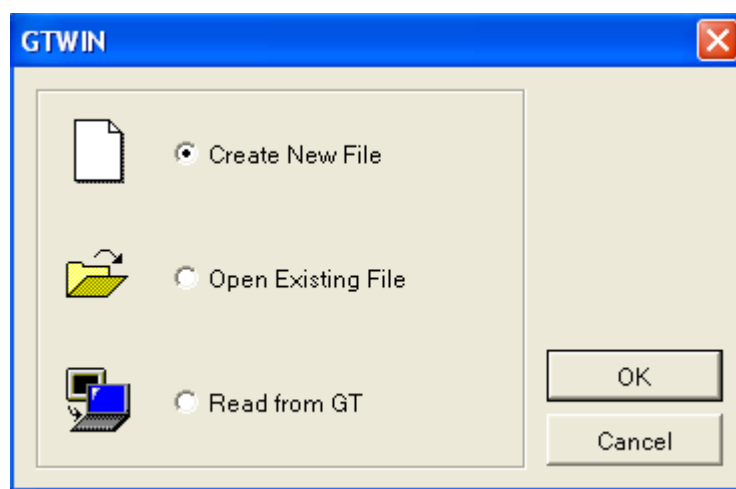 GTWIN
Create New File
Open Existing File
Read from GT
OK
Cancel